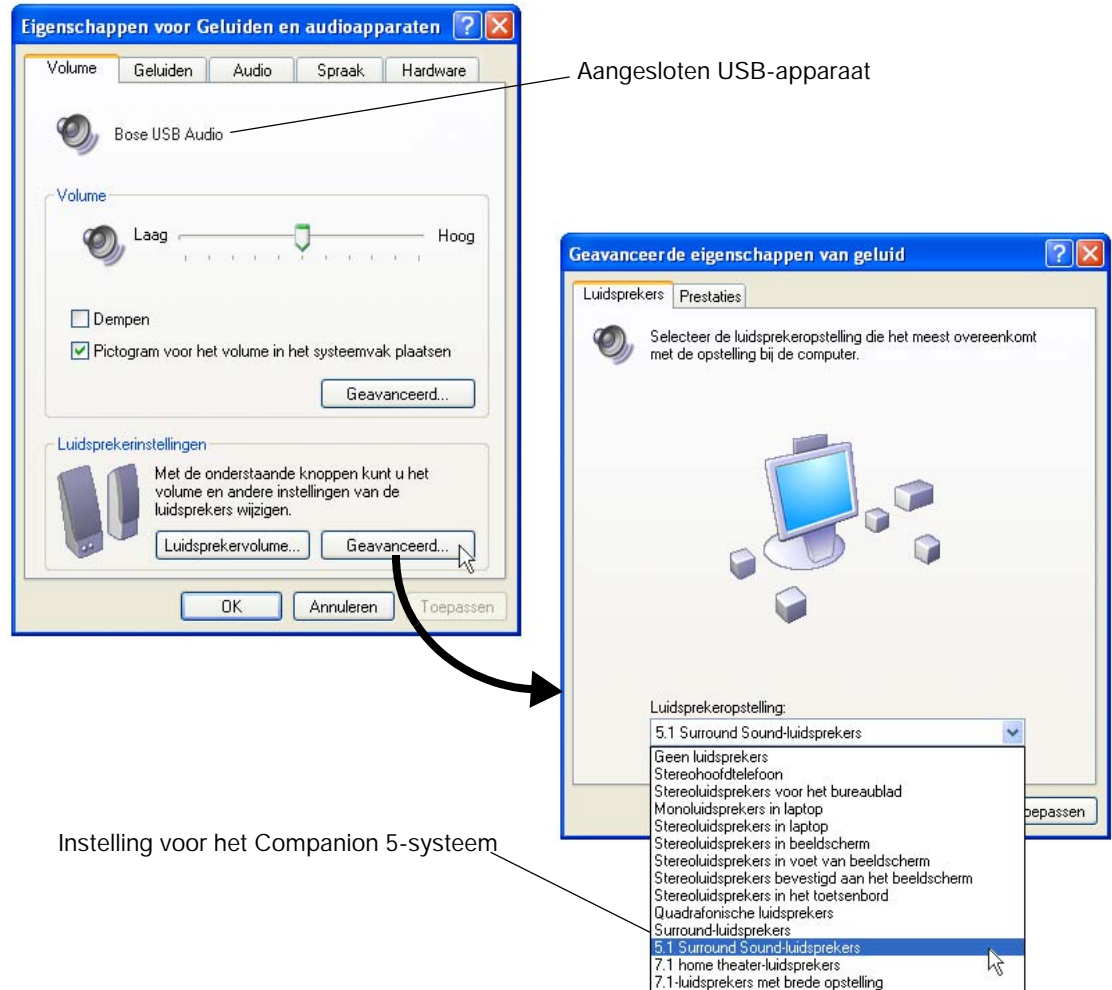 Eigenschappen voor Geluiden en audioapparaten
Volume
Geluiden
Audio
Spraak
Hardware
Aangesloten USB-apparaat
Bose USB Audio
Volume
Laag
Hoog
Dempen
Pictogram voor het volume in het systeemvak plaatsen
Geavanceerd...
Luidsprekerinstellingen
Met de onderstaande knoppen kunt u het
volume en andere instellingen van de
luidsprekers wijzigen.
Luidsprekervolume...
Geavanceerd...
OK
Annuleren
Toepassen
Geavanceerde eigenschappen van geluid
Luidsprekers
Prestaties
Selecteer de luidsprekeropstelling die het meest overeenkomt
met de opstelling bij de computer.
Luidsprekeropstelling:
5.1 Surround Sound-luidsprekers
Geen luidsprekers
Stereohoofdtelefoon
Stereoluidsprekers voor het bureaublad
Monoluidsprekers in laptop
Stereoluidsprekers in laptop
Stereoluidsprekers in beeldscherm
Stereoluidsprekers in voet van beeldscherm
Stereoluidsprekers bevestigd aan het beeldscherm
Stereoluidsprekers in het toetsenbord
Quadrafonische luidsprekers
Surround-luidsprekers
5.1 Surround Sound-luidsprekers
7.1 home theater-luidsprekers
7.1-luidsprekers met brede opstelling
oepassen
Instelling voor het Companion 5-systeem